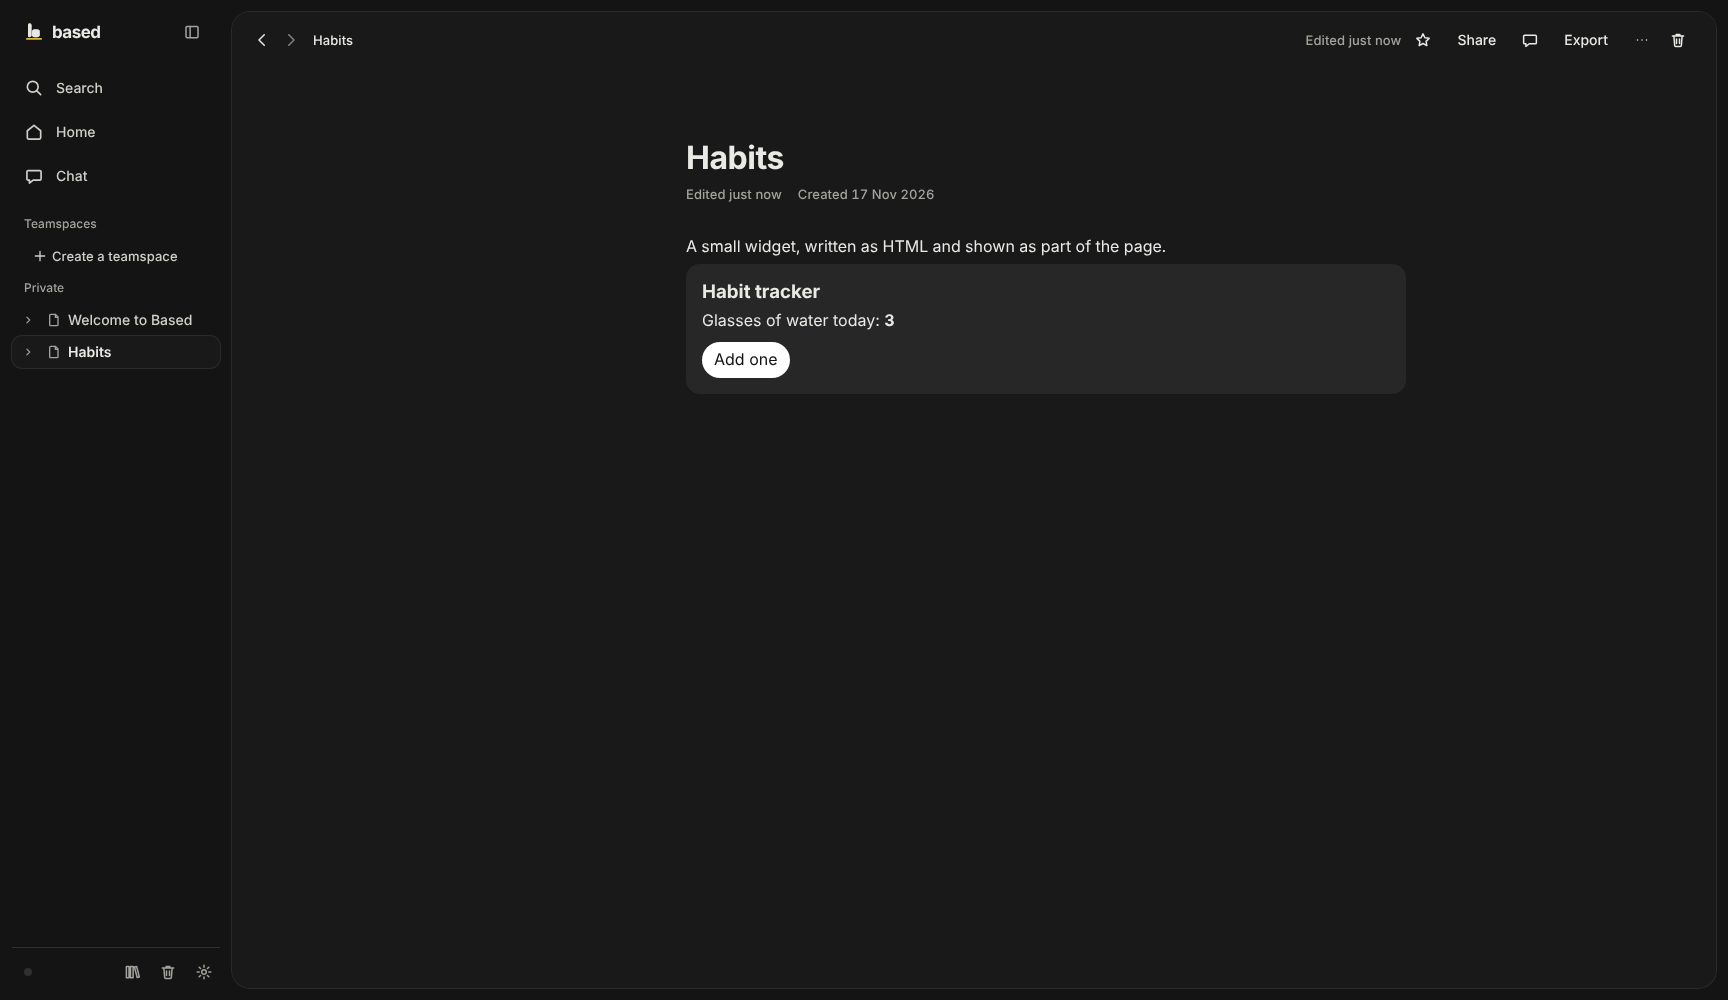 based
Search
Home
Chat
Teamspaces
Create a teamspace
Private
Welcome to Based
Habits
Habits
Edited just now
Share
Export
Habits
Edited just now Created 17 Nov 2026
A small widget, written as HTML and shown as part of the page.
Habit tracker
Glasses of water today: 3
Add one